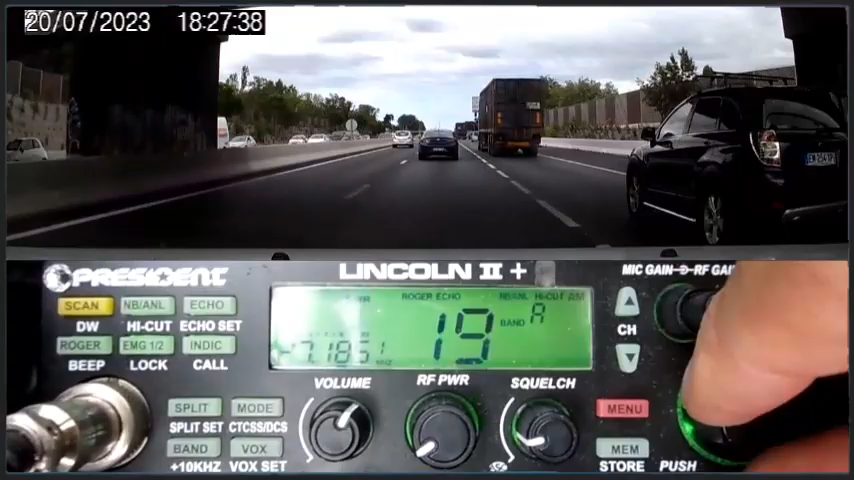 20/07/2023 18:27:38
PRESIDENT
LINCOLN II +
MIC GAIN RF GAI
SCAN NB/ANL ECHO
DW HI-CUT ECHO SET
ROGER EMG 1/2 INDIC
BEEP LOCK CALL
ROGER ECHO NB/ANL HI-CUT AM
19 BAND A
CH
VOLUME RF PWR SQUELCH
SPLIT MODE
SPLIT SET CTCSS/DCS
BAND VOX
+10KHZ VOX SET
MENU
MEM
STORE PUSH